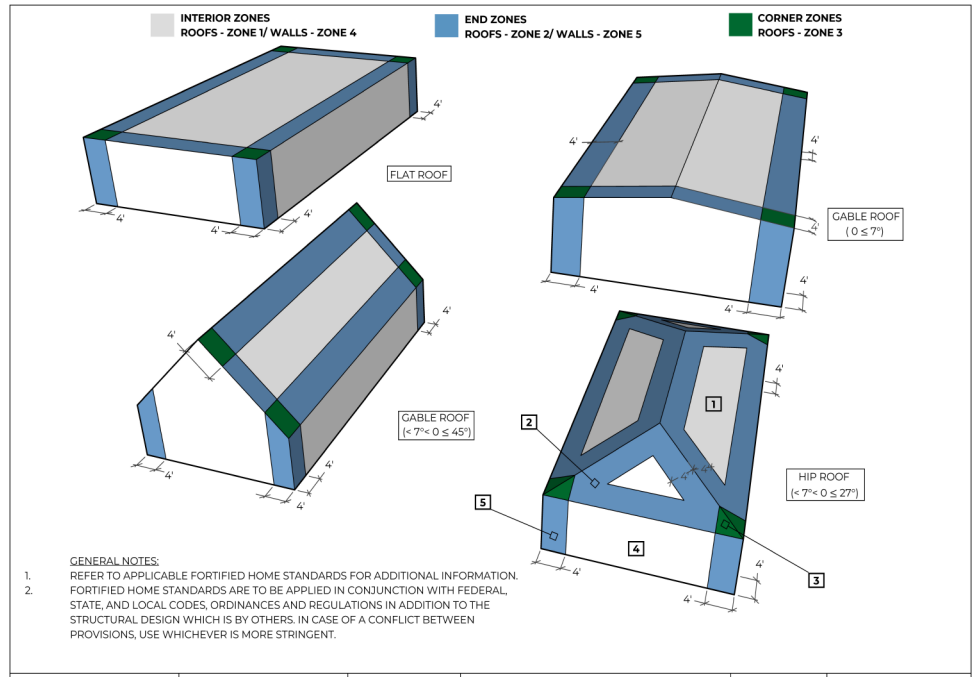 INTERIOR ZONES
ROOFS - ZONE 1/ WALLS - ZONE 4
END ZONES
ROOFS - ZONE 2/ WALLS - ZONE 5
CORNER ZONES
ROOFS - ZONE 3
4'
4'
4'
4'
FLAT ROOF
4'
4'
4'
4'
4'
4'
GABLE ROOF
( 0 ≤ 7°)
4'
4'
4'
4'
4'
GABLE ROOF
(< 7°< 0 ≤ 45°)
4'
4'
4'
4'
4'
4'
1
2
3
4
5
HIP ROOF
(< 7°< 0 ≤ 27°)
GENERAL NOTES:
1. REFER TO APPLICABLE FORTIFIED HOME STANDARDS FOR ADDITIONAL INFORMATION.
2. FORTIFIED HOME STANDARDS ARE TO BE APPLIED IN CONJUNCTION WITH FEDERAL,
STATE, AND LOCAL CODES, ORDINANCES AND REGULATIONS IN ADDITION TO THE
STRUCTURAL DESIGN WHICH IS BY OTHERS. IN CASE OF A CONFLICT BETWEEN
PROVISIONS, USE WHICHEVER IS MORE STRINGENT.